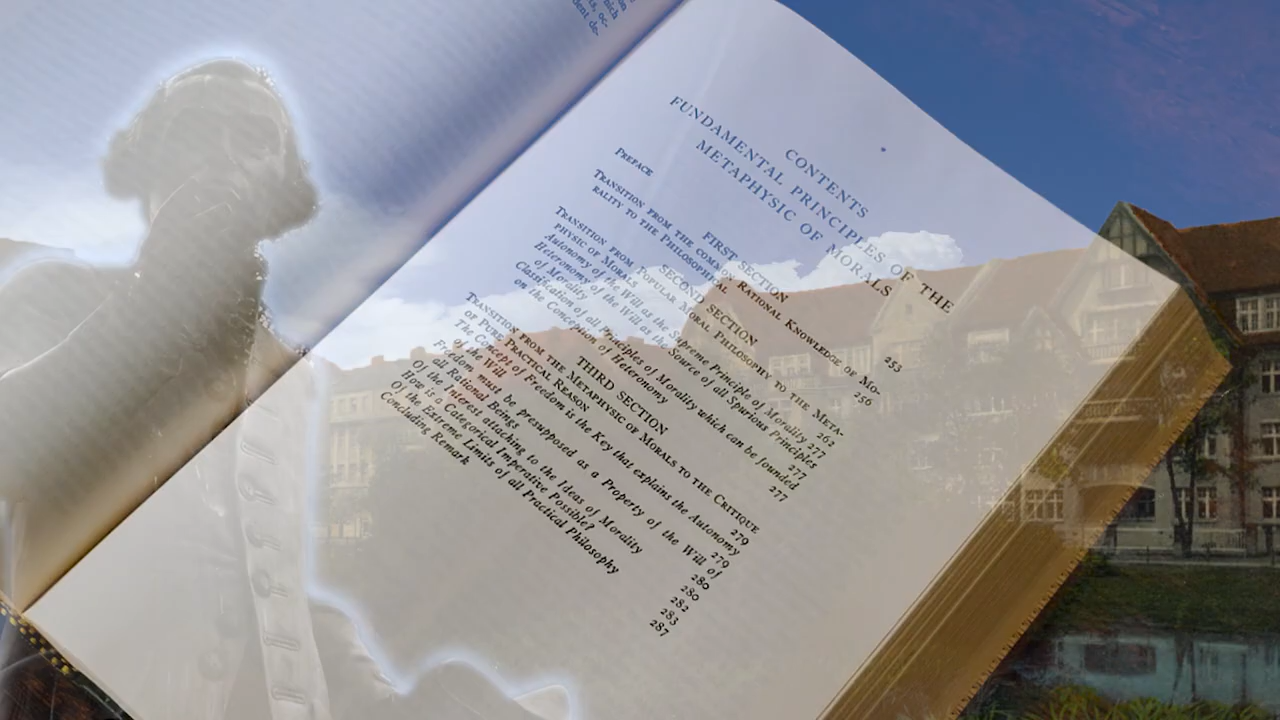 CONTENTS
FUNDAMENTAL PRINCIPLES OF THE
METAPHYSIC OF MORALS
PREFACE 253
FIRST SECTION
TRANSITION FROM THE COMMON RATIONAL KNOWLEDGE OF MO-
RALITY TO THE PHILOSOPHICAL 256
SECOND SECTION
TRANSITION FROM POPULAR MORAL PHILOSOPHY TO THE META-
PHYSIC OF MORALS 262
Autonomy of the Will as the Supreme Principle of Morality 277
Heteronomy of the Will as the Source of all Spurious Principles
of Morality 277
Classification of all Principles of Morality which can be founded
on the Conception of Heteronomy 277
THIRD SECTION
TRANSITION FROM THE METAPHYSIC OF MORALS TO THE CRITIQUE
OF PURE PRACTICAL REASON 279
The Concept of Freedom is the Key that explains the Autonomy
of the Will 279
Freedom must be presupposed as a Property of the Will of
all Rational Beings 280
Of the Interest attaching to the Ideas of Morality 280
How is a Categorical Imperative Possible? 282
Of the Extreme Limits of all Practical Philosophy 283
Concluding Remark 287